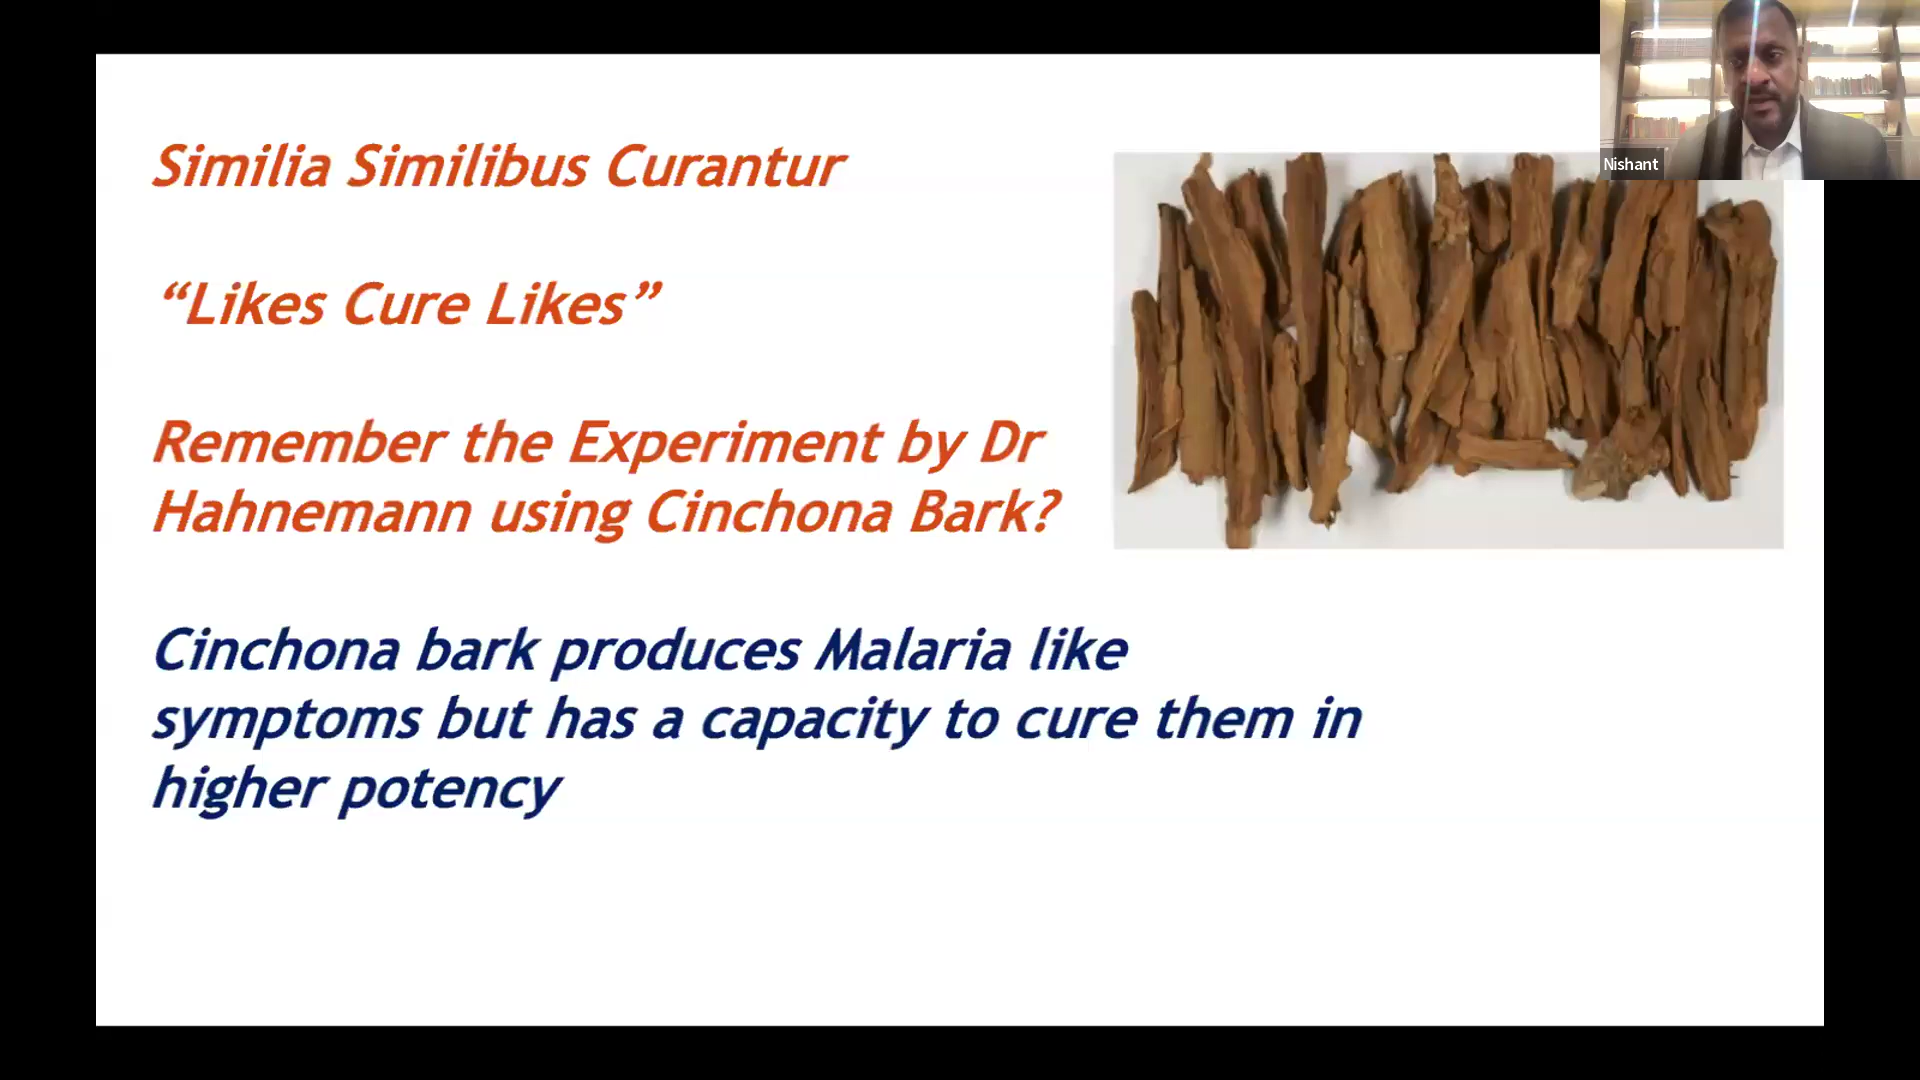 Similia Similibus Curantur
“Likes Cure Likes”
Remember the Experiment by Dr
Hahnemann using Cinchona Bark?
Cinchona bark produces Malaria like
symptoms but has a capacity to cure them in
higher potency
Nishant